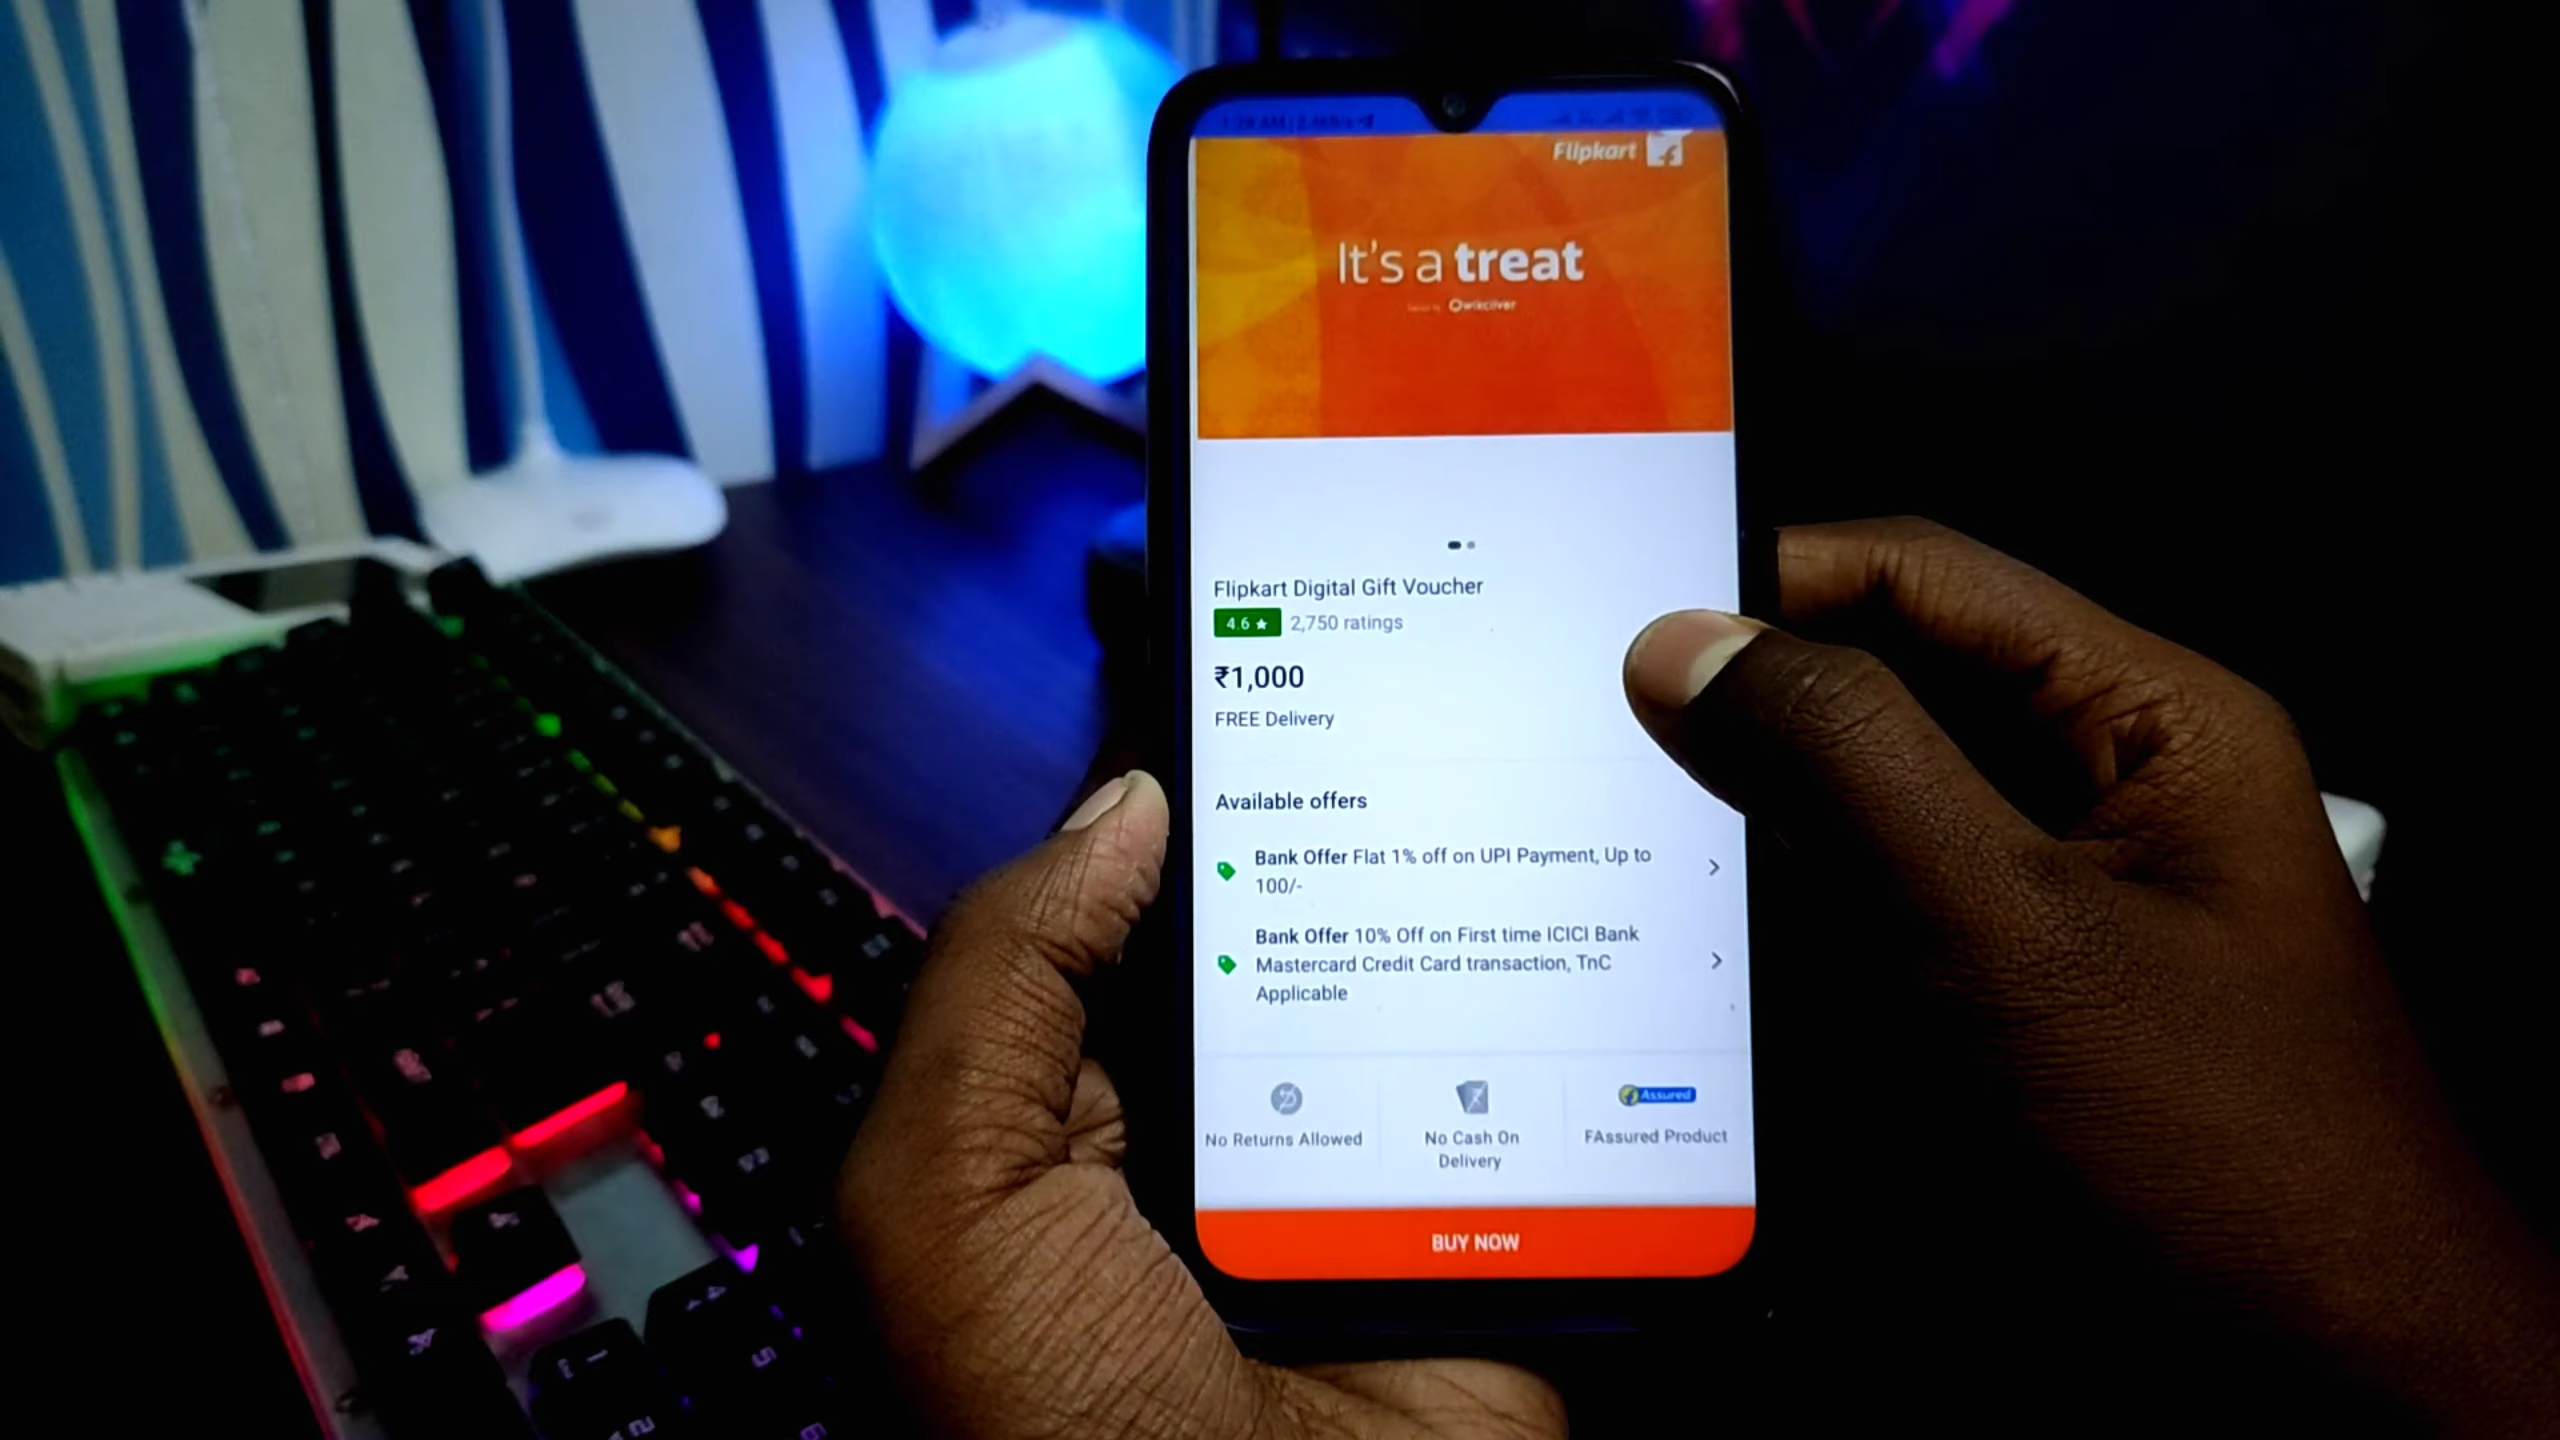 Flipkart
It's a treat
Qwikcilver
Flipkart Digital Gift Voucher
4.6 ★ 2,750 ratings
₹1,000
FREE Delivery
Available offers
Bank Offer Flat 1% off on UPI Payment, Up to
100/-
Bank Offer 10% Off on First time ICICI Bank
Mastercard Credit Card transaction, TnC
Applicable
No Returns Allowed
No Cash On
Delivery
Assured
FAssured Product
BUY NOW